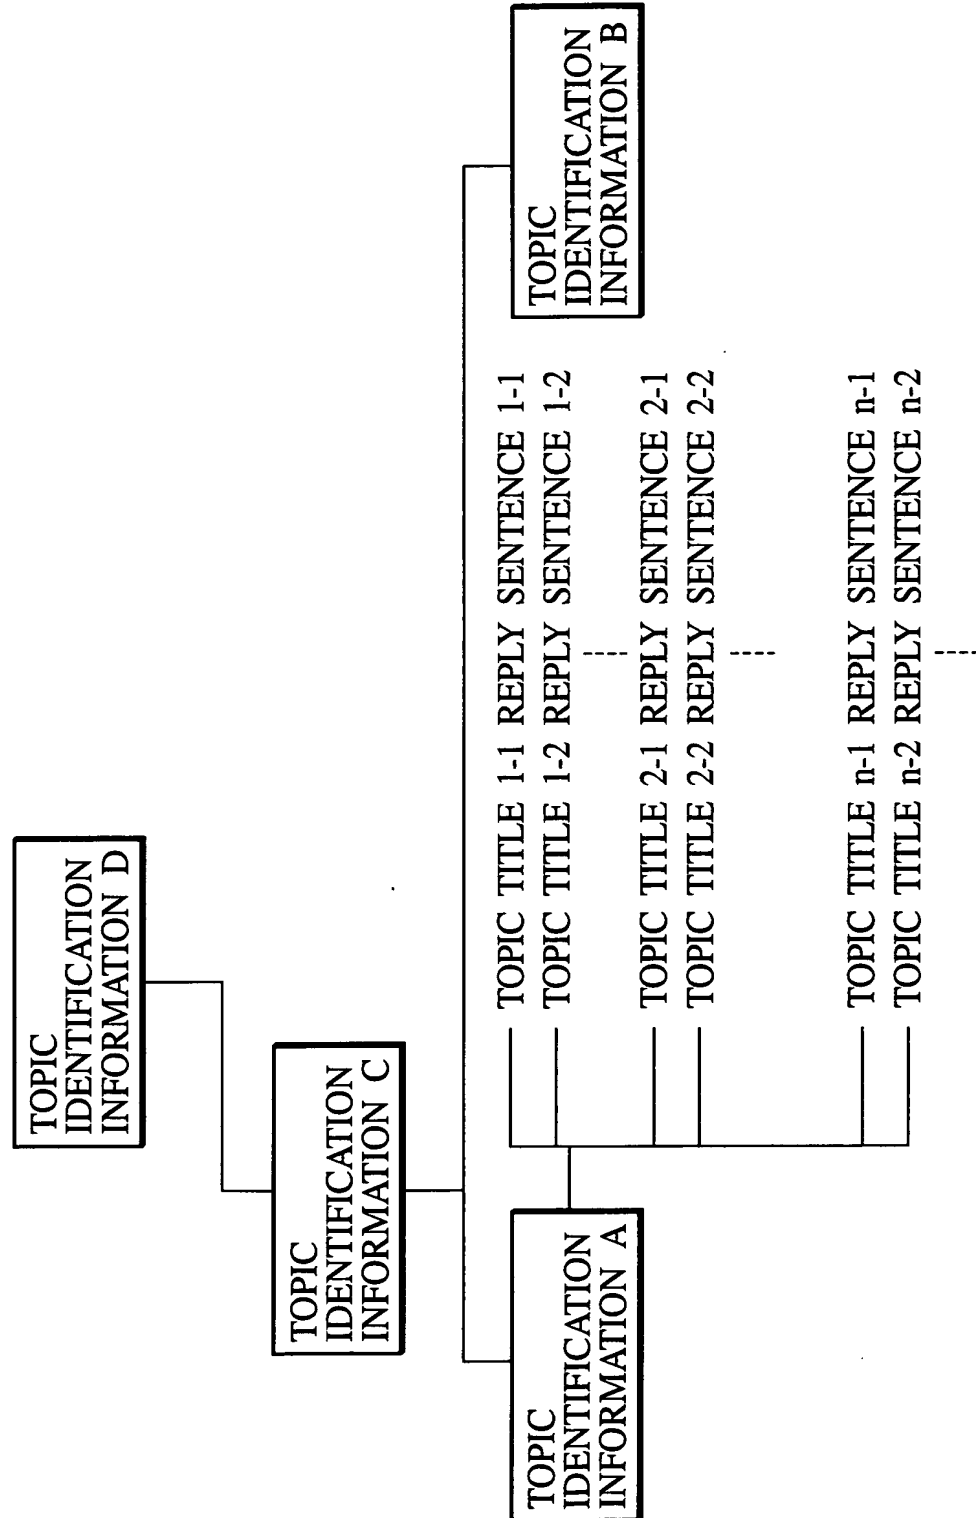 TOPIC
IDENTIFICATION
INFORMATION D
TOPIC
IDENTIFICATION
INFORMATION C
TOPIC
IDENTIFICATION
INFORMATION A
TOPIC TITLE 1-1 REPLY SENTENCE 1-1
TOPIC TITLE 1-2 REPLY SENTENCE 1-2
TOPIC TITLE 2-1 REPLY SENTENCE 2-1
TOPIC TITLE 2-2 REPLY SENTENCE 2-2
TOPIC TITLE n-1 REPLY SENTENCE n-1
TOPIC TITLE n-2 REPLY SENTENCE n-2
TOPIC
IDENTIFICATION
INFORMATION B